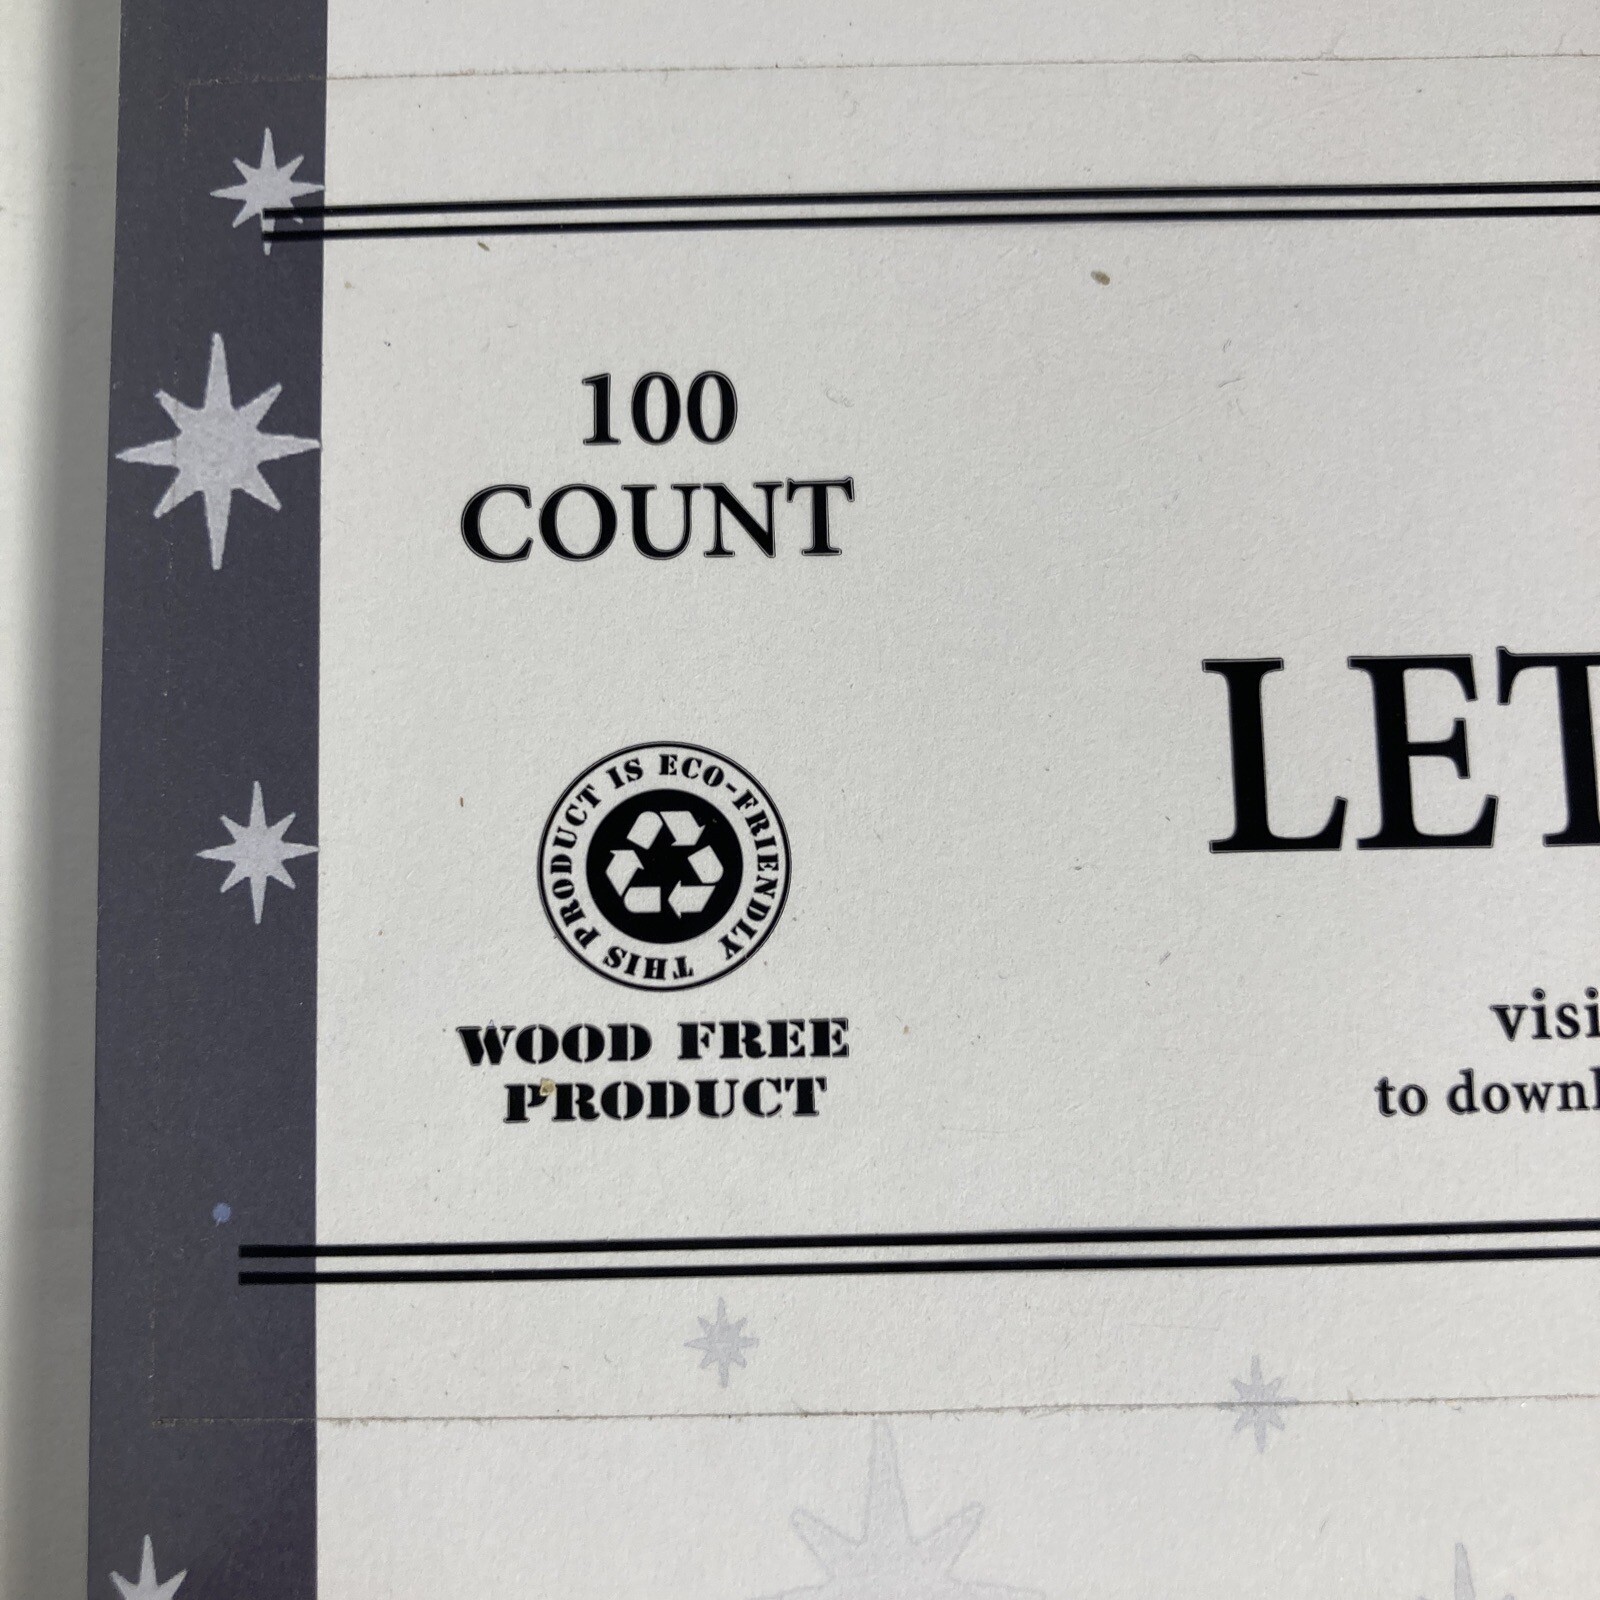 100
COUNT
THIS PRODUCT IS ECO-FRIENDLY
WOOD FREE
PRODUCT
LET
visi
to downl